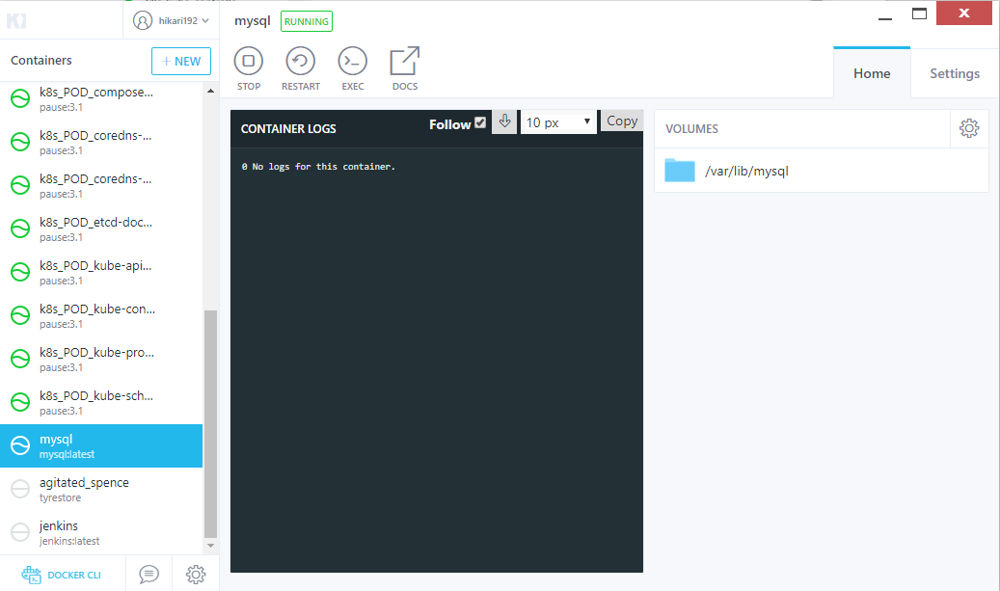 hikari192
mysql RUNNING
Containers
+ NEW
STOP RESTART EXEC DOCS
Home Settings
k8s_POD_compose...
pause:3.1
k8s_POD_coredns-...
pause:3.1
k8s_POD_coredns-...
pause:3.1
k8s_POD_etcd-doc...
pause:3.1
k8s_POD_kube-api...
pause:3.1
k8s_POD_kube-con...
pause:3.1
k8s_POD_kube-pro...
pause:3.1
k8s_POD_kube-sch...
pause:3.1
mysql
mysql:latest
agitated_spence
tyrestore
jenkins
jenkins:latest
DOCKER CLI
CONTAINER LOGS Follow 10 px Copy
0 No logs for this container.
VOLUMES
/var/lib/mysql